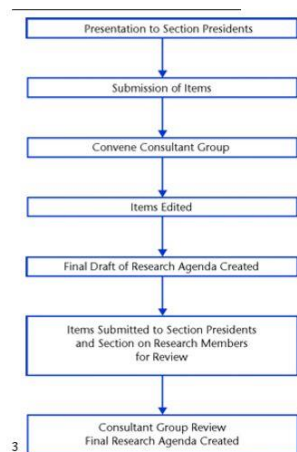 Presentation to Section Presidents
Submission of Items
Convene Consultant Group
Items Edited
Final Draft of Research Agenda Created
Items Submitted to Section Presidents
and Section on Research Members
for Review
Consultant Group Review
Final Research Agenda Created
3